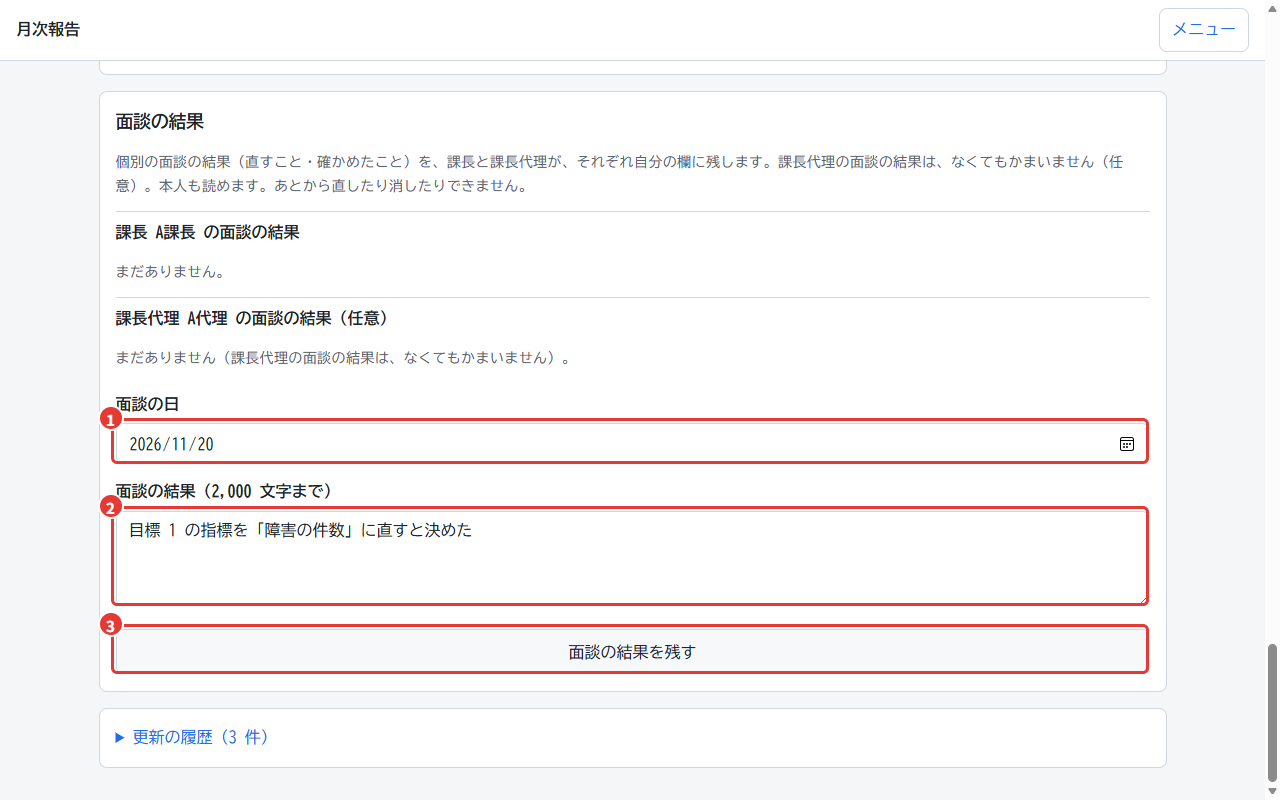 月次報告
メニュー
面談の結果
個別の面談の結果（直すこと・確かめたこと）を、課長と課長代理が、それぞれ自分の欄に残します。課長代理の面談の結果は、なくてもかまいません（任
意）。本人も読めます。あとから直したり消したりできません。
課長 A課長 の面談の結果
まだありません。
課長代理 A代理 の面談の結果（任意）
まだありません（課長代理の面談の結果は、なくてもかまいません）。
面談の日
1
2026/11/20
面談の結果（2,000 文字まで）
2
目標 1 の指標を「障害の件数」に直すと決めた
3
面談の結果を残す
▶ 更新の履歴（3 件）